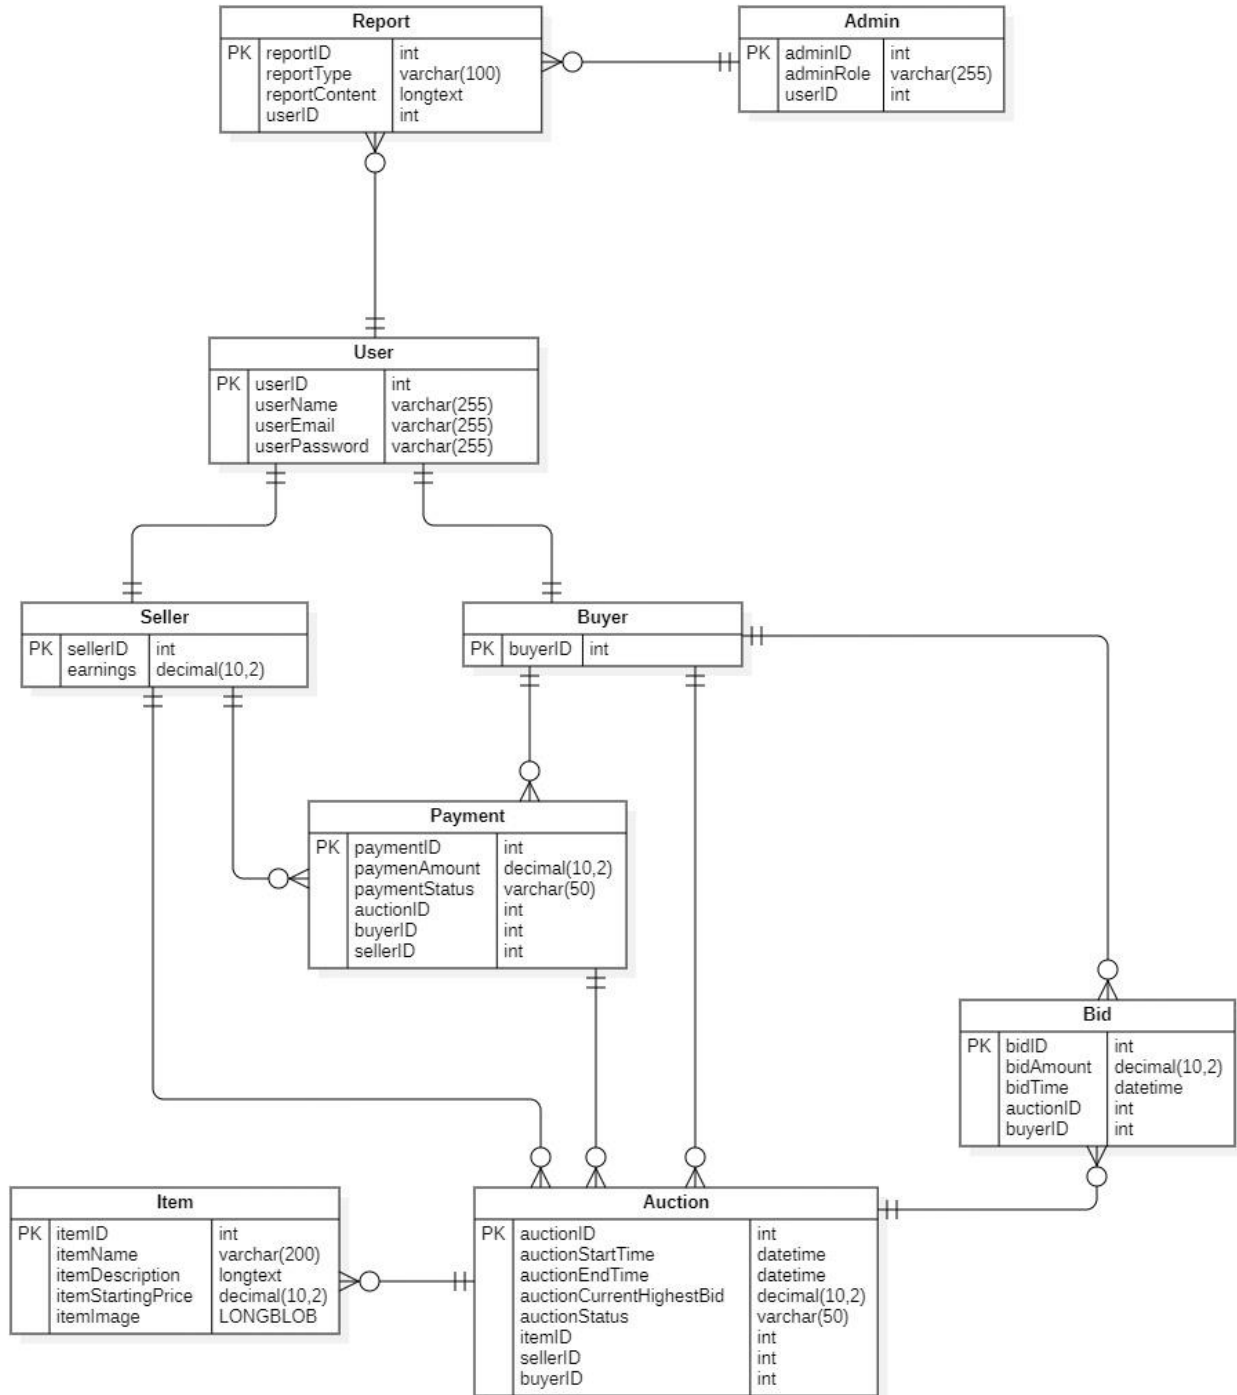 Report
PK reportID int
reportType varchar(100)
reportContent longtext
userID int
Admin
PK adminID int
adminRole varchar(255)
userID int
User
PK userID int
userName varchar(255)
userEmail varchar(255)
userPassword varchar(255)
Seller
PK sellerID int
earnings decimal(10,2)
Buyer
PK buyerID int
Payment
PK paymentID int
paymenAmount decimal(10,2)
paymentStatus varchar(50)
auctionID int
buyerID int
sellerID int
Bid
PK bidID int
bidAmount decimal(10,2)
bidTime datetime
auctionID int
buyerID int
Item
PK itemID int
itemName varchar(200)
itemDescription longtext
itemStartingPrice decimal(10,2)
itemImage LONGBLOB
Auction
PK auctionID int
auctionStartTime datetime
auctionEndTime datetime
auctionCurrentHighestBid decimal(10,2)
auctionStatus varchar(50)
itemID int
sellerID int
buyerID int